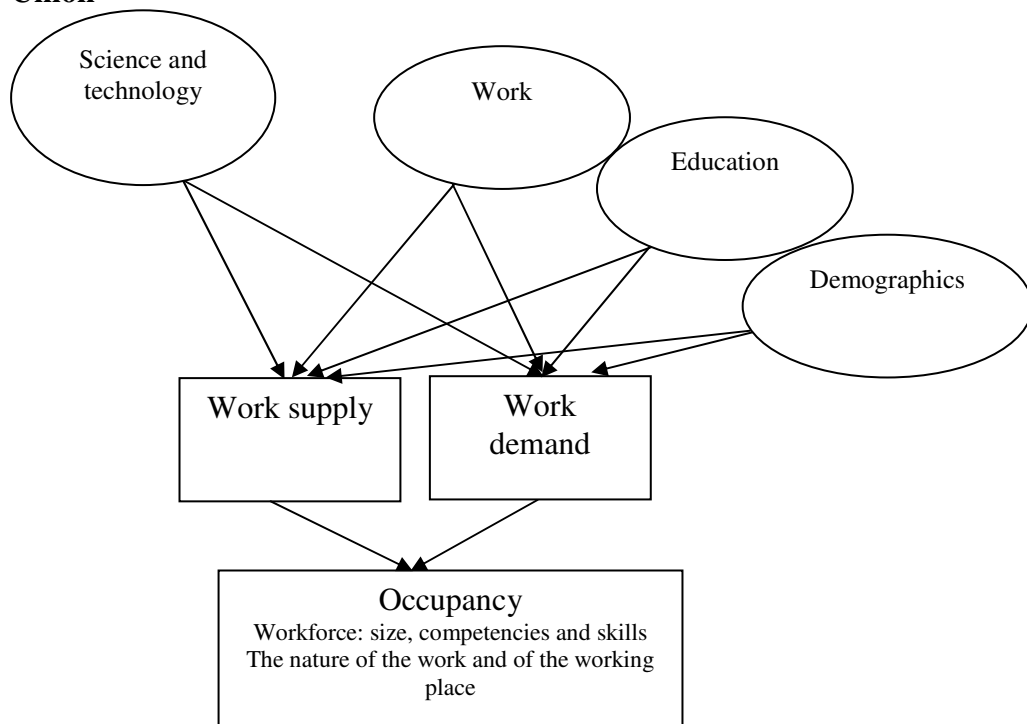 Science and
technology
Work
Education
Demographics
Work supply
Work
demand
Occupancy
Workforce: size, competencies and skills
The nature of the work and of the working
place